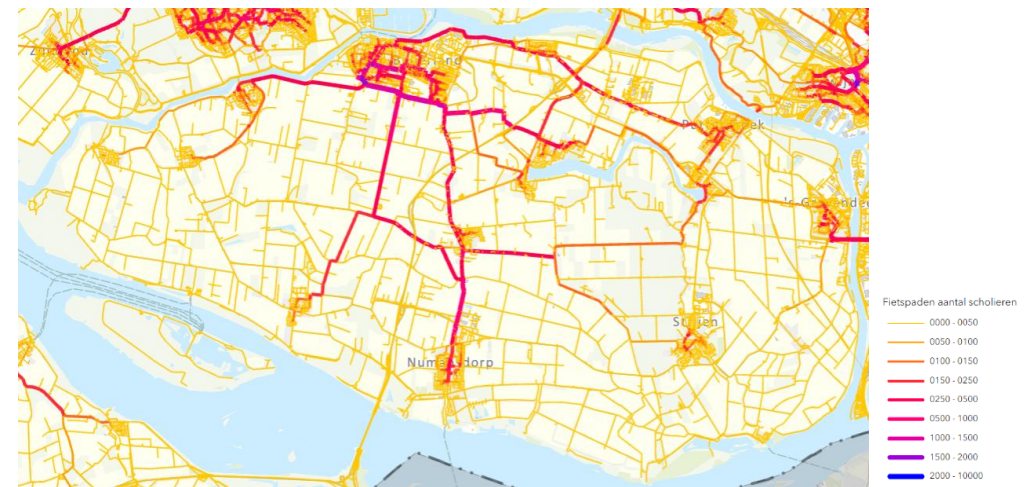 Numansdorp
Strijen
Fietspaden aantal scholieren
0000 - 0050
0050 - 0100
0100 - 0150
0150 - 0250
0250 - 0500
0500 - 1000
1000 - 1500
1500 - 2000
2000 - 10000